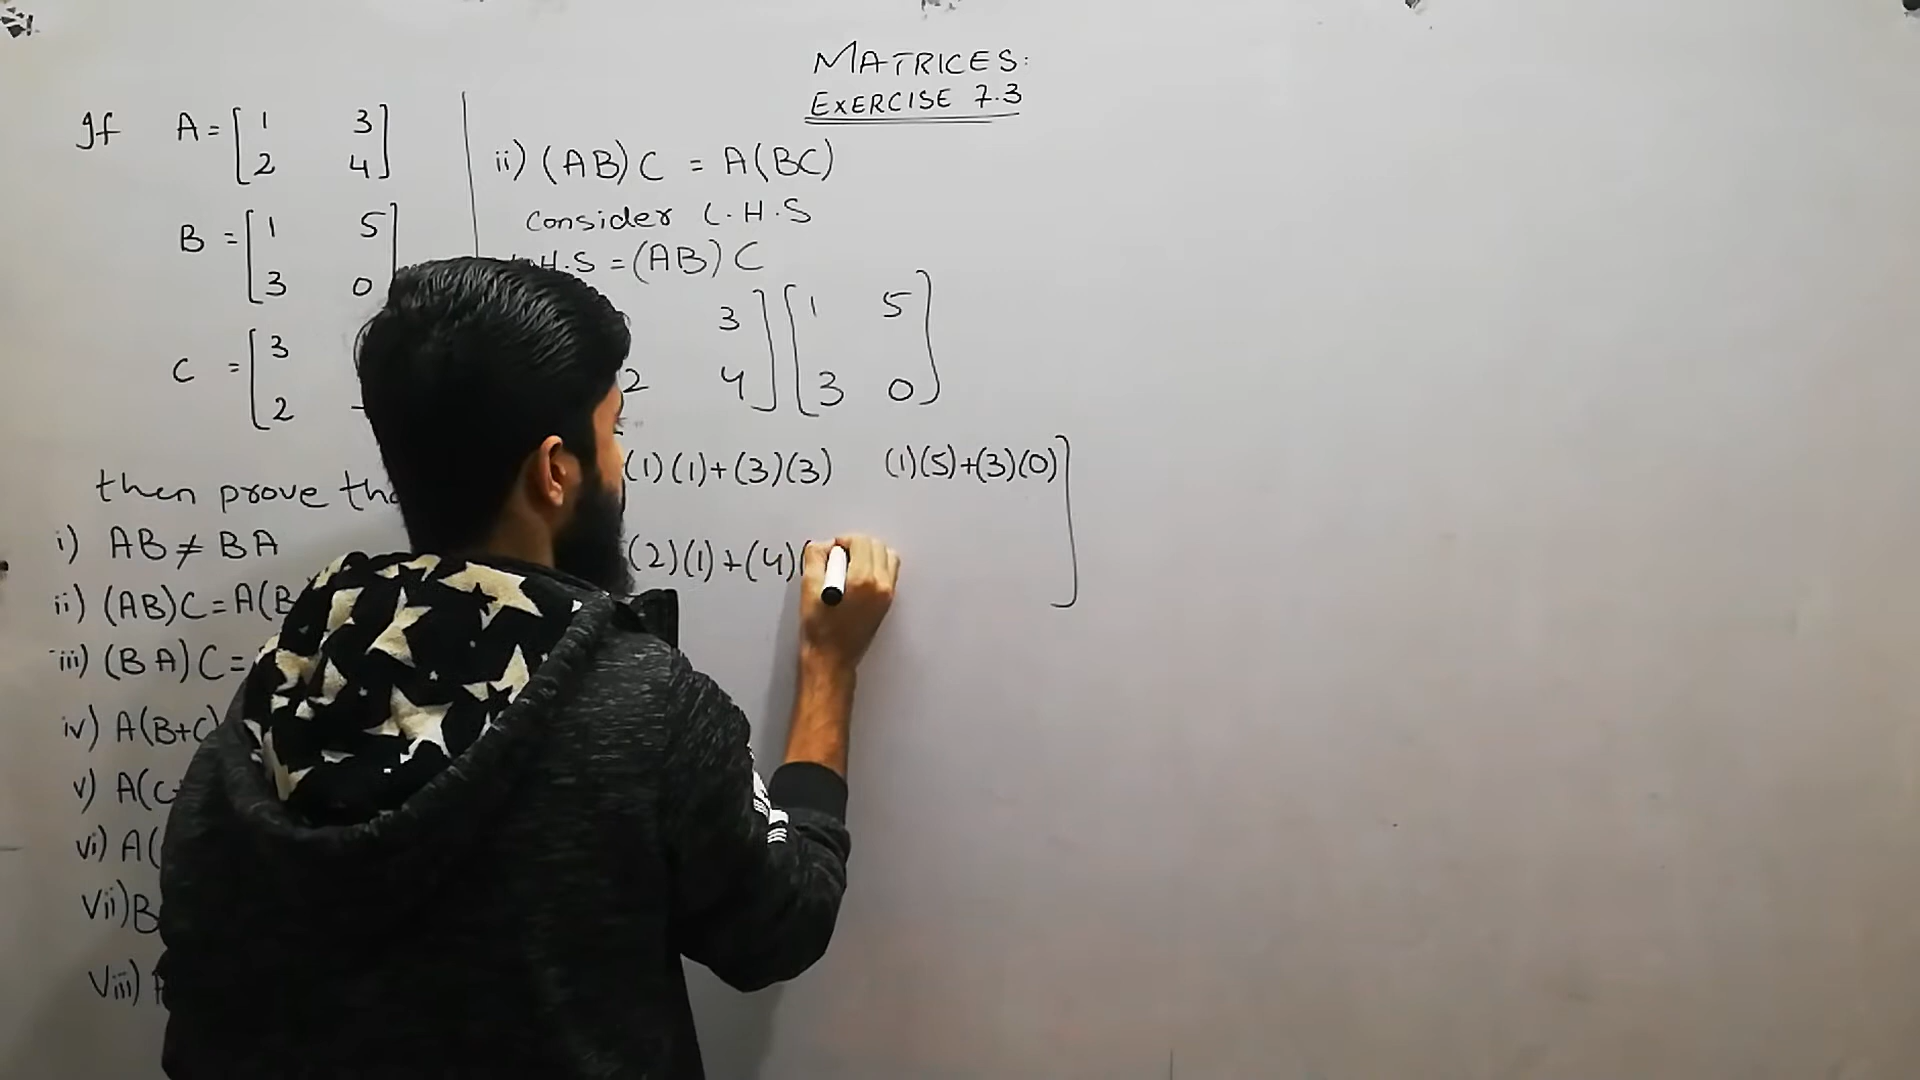 MATRICES:
EXERCISE 7.3
If A = [ 1 3
2 4 ]
B = [ 1 5
3 0 ]
C = [ 3
2 -
then prove
i) AB ≠ BA
ii) (AB)C = A(B
iii) (BA)C =
iv) A(B+C)
v) A(C
vi) A(
vii) B
viii)
ii) (AB)C = A(BC)
Consider L.H.S
L.H.S = (AB)C
3 ] [ 1 5
2 4 ] [ 3 0 ]
(1)(1)+(3)(3) (1)(5)+(3)(0) ]
(2)(1)+(4)(